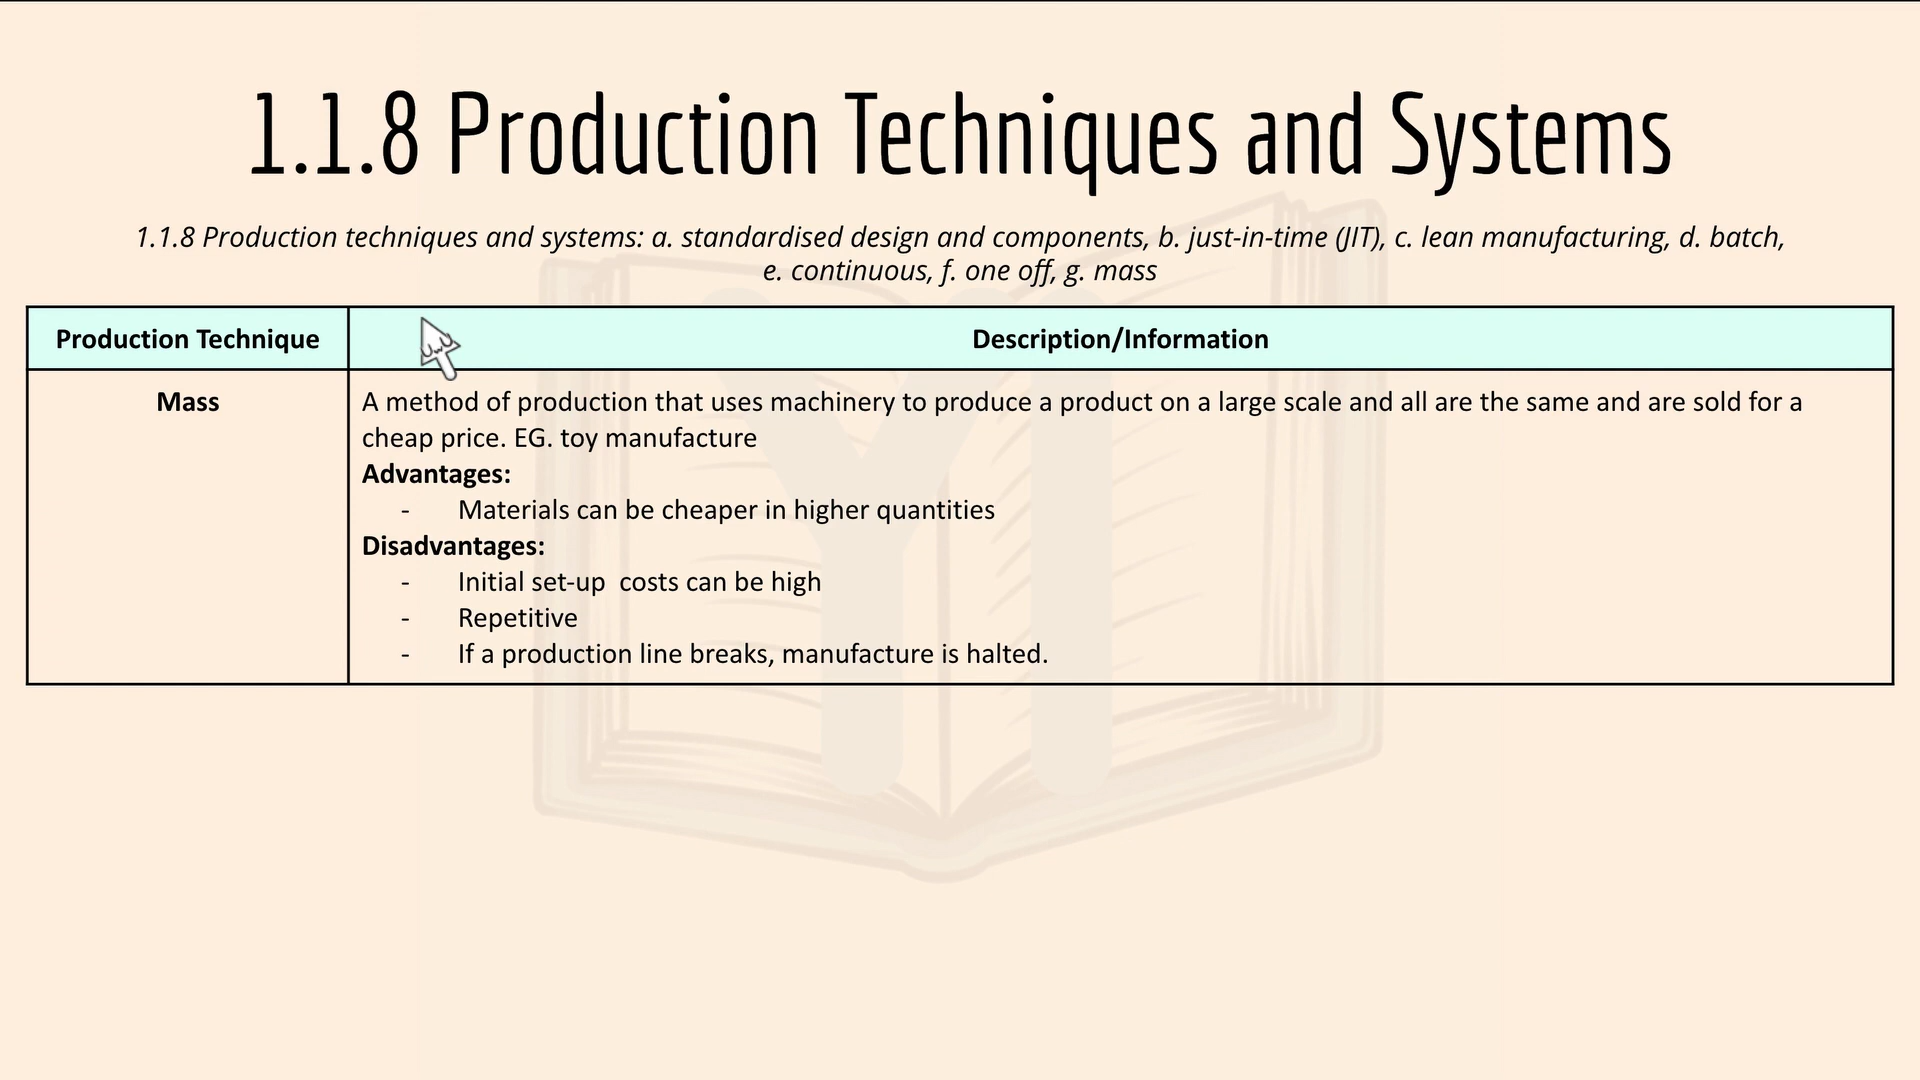 1.1.8 Production Techniques and Systems
1.1.8 Production techniques and systems: a. standardised design and components, b. just-in-time (JIT), c. lean manufacturing, d. batch,
e. continuous, f. one off, g. mass
Production Technique
Description/Information
Mass
A method of production that uses machinery to produce a product on a large scale and all are the same and are sold for a
cheap price. EG. toy manufacture
Advantages:
- Materials can be cheaper in higher quantities
Disadvantages:
- Initial set-up  costs can be high
- Repetitive
- If a production line breaks, manufacture is halted.
YI